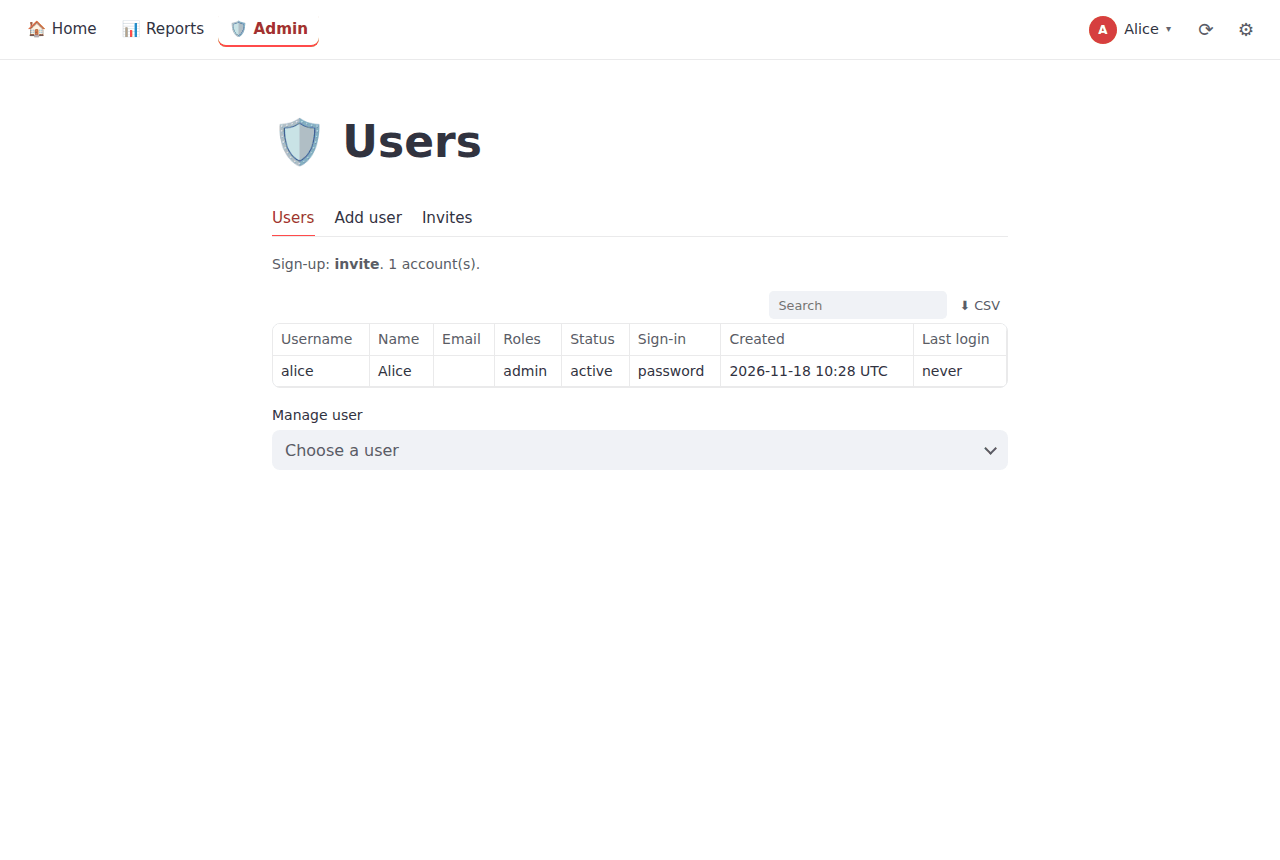 🏠 Home 📊 Reports 🛡️ Admin A Alice ▾ ⟳ ⚙
🛡️ Users
Users Add user Invites
Sign-up: invite. 1 account(s).
Search ⬇ CSV
Username Name Email Roles Status Sign-in Created Last login
alice Alice admin active password 2026-11-18 10:28 UTC never
Manage user
Choose a user